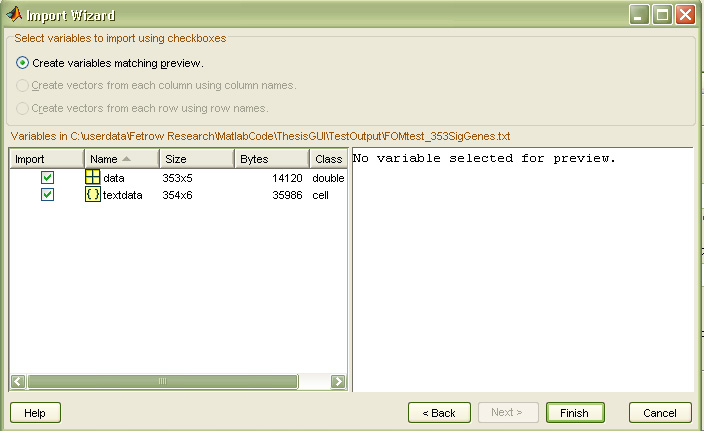 Import Wizard
Select variables to import using checkboxes
Create variables matching preview.
Create vectors from each column using column names.
Create vectors from each row using row names.
Variables in C:\userdata\Fetrow Research\MatlabCode\ThesisGUI\TestOutput\FOMtest_353SigGenes.txt
Import Name Size Bytes Class
data 353x5 14120 double
{} textdata 354x6 35986 cell
No variable selected for preview.
Help < Back Next > Finish Cancel